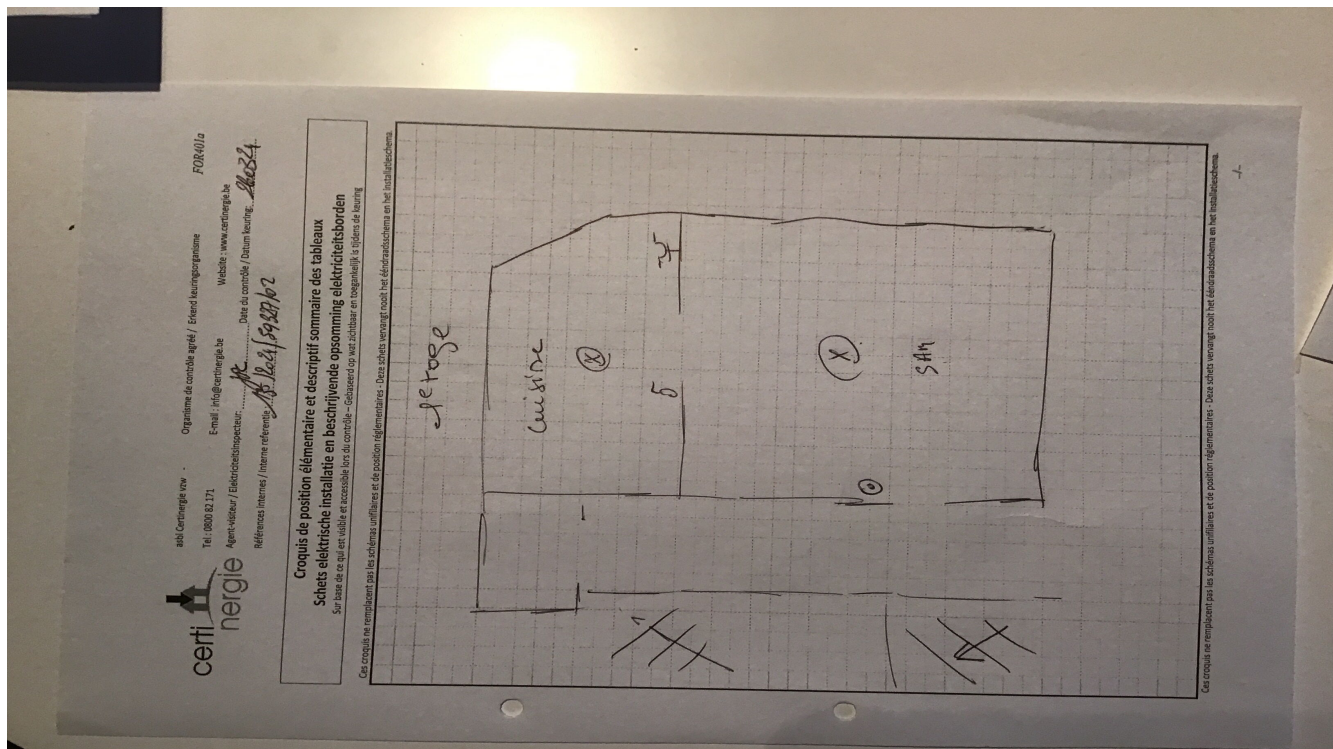 certi
nergie
asbl Certinergie vzw - Organisme de contrôle agréé / Erkend keuringsorganisme FOR401a
Tel : 0800 82 171 E-mail : info@certinergie.be Website : www.certinergie.be
Agent-visiteur / Elektriciteitsinspecteur: Date du contrôle / Datum keuring:
Références internes / Interne referentie
Croquis de position élémentaire et descriptif sommaire des tableaux
Schets elektrische installatie en beschrijvende opsomming elektriciteitsborden
Sur base de ce qui est visible et accessible lors du contrôle – Gebaseerd op wat zichtbaar en toegankelijk is tijdens de keuring
Ces croquis ne remplacent pas les schémas unifilaires et de position réglementaires - Deze schets vervangt nooit het ééndraadsschema en het installatieschema.
Cuisine
SAM
Ces croquis ne remplacent pas les schémas unifilaires et de position réglementaires - Deze schets vervangt nooit het ééndraadsschema en het installatieschema.